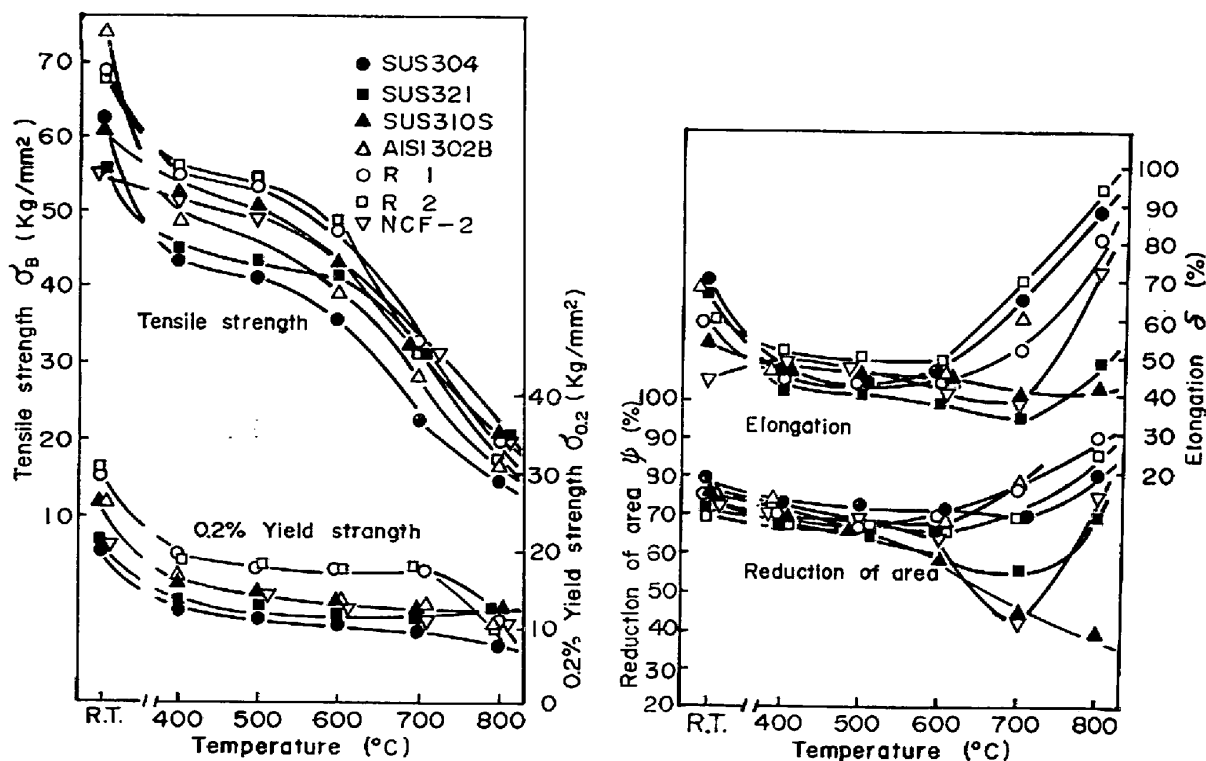 70
60
50
40
30
20
10
Tensile strength σB (Kg/mm²)
SUS304
SUS321
SUS310S
AISI302B
R 1
R 2
NCF-2
Tensile strength
0.2% Yield strangth
40
30
20
10
0
0.2% Yield strength σ0.2 (Kg/mm²)
R.T. 400 500 600 700 800
Temperature (°C)
100
90
80
70
60
50
40
30
20
Reduction of area ψ (%)
Elongation
Reduction of area
100
90
80
70
60
50
40
30
20
Elongation δ (%)
R.T. 400 500 600 700 800
Temperature (°C)